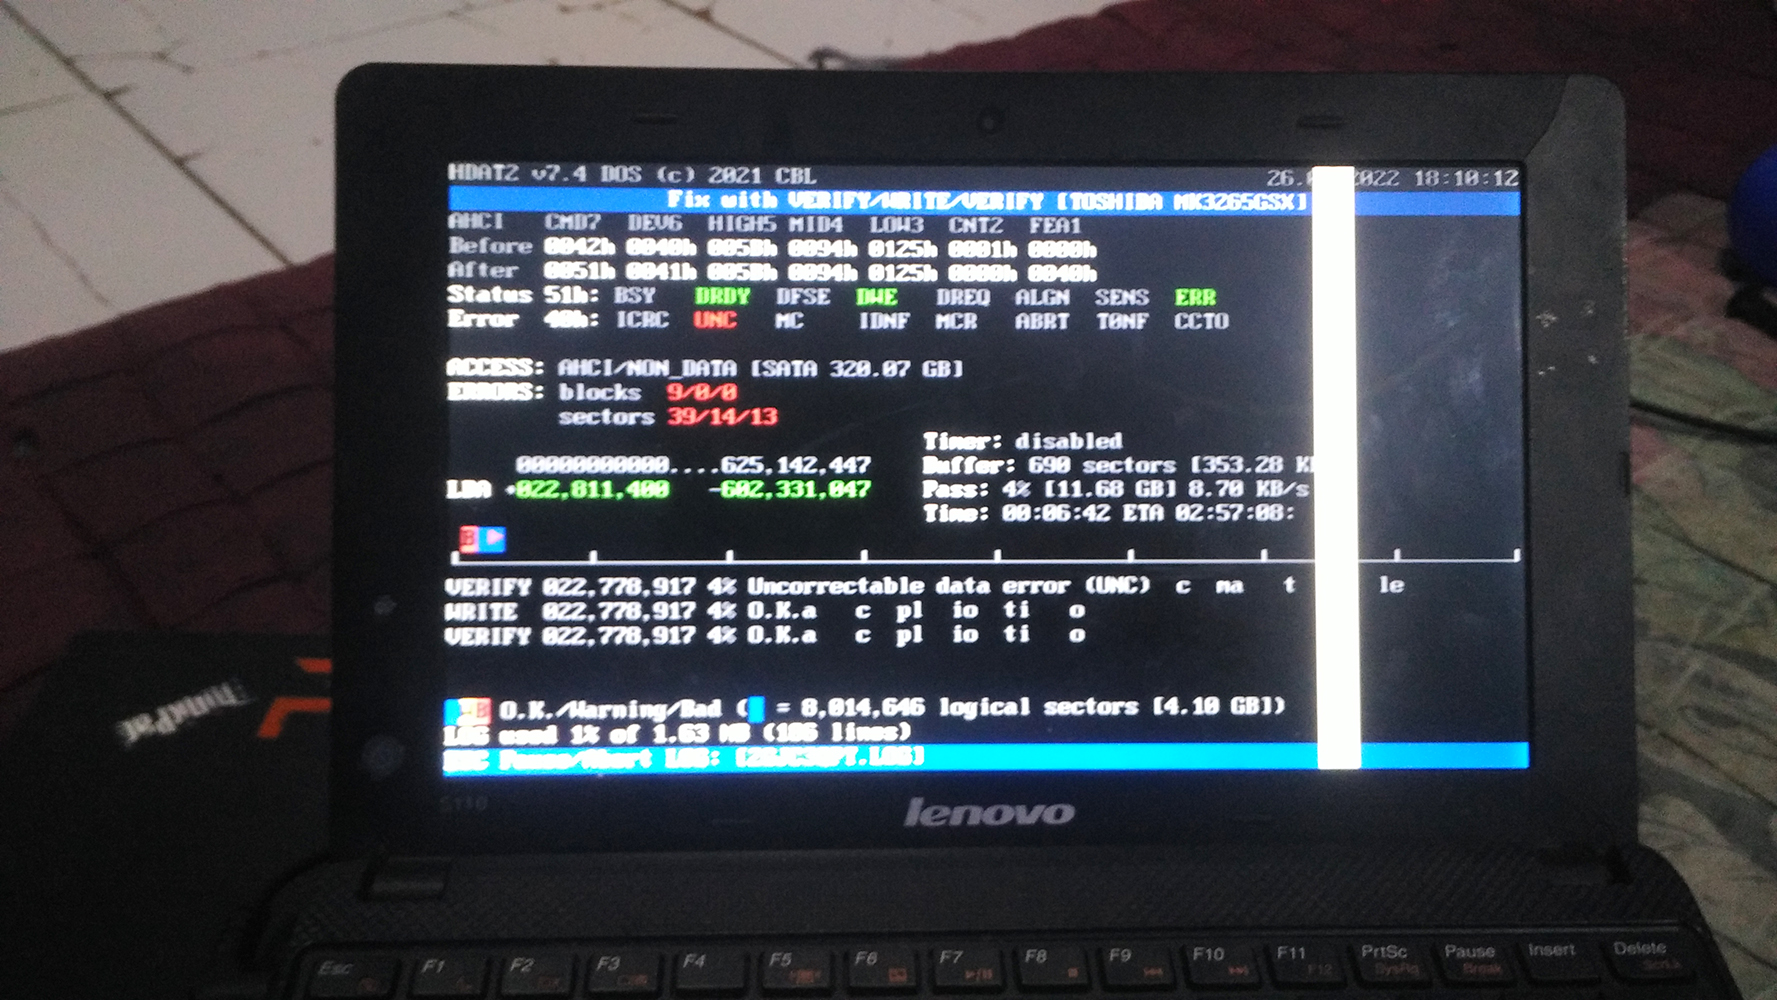 HDAT2 v7.4 DOS (c) 2021 CBL 26. 2022 18:10:12
Fix with VERIFY/WRITE/VERIFY [TOSHIBA MK3265GSX]
AHCI CMD7 DEV6 HIGH5 MID4 LOW3 CNT2 FEA1
Before 0042h 0040h 005Bh 0094h 0125h 0001h 0000h
After 0051h 0041h 005Bh 0094h 0125h 0000h 0040h
Status 51h: BSY DRDY DFSE DWE DREQ ALGN SENS ERR
Error 40h: ICRC UNC MC IDNF MCR ABRT T0NF CCTO
ACCESS: AHCI/NON_DATA [SATA 320.07 GB]
ERRORS: blocks 9/0/0
sectors 39/14/13
Timer: disabled
00000000000....625,142,447 Buffer: 690 sectors [353.28 K
LBA +022,811,400 -602,331,047 Pass: 4% [11.68 GB] 8.70 KB/s
Time: 00:06:42 ETA 02:57:08:
B
VERIFY 022,778,917 4% Uncorrectable data error (UNC) c ma t le
WRITE 022,778,917 4% O.K.a c pl io ti o
VERIFY 022,778,917 4% O.K.a c pl io ti o
W B O.K./Warning/Bad ( = 8,014,646 logical sectors [4.10 GB])
LOG used 1% of 1.63 MB (106 lines)
ESC Pause/Abort LOG:
S110
lenovo
ThinkPad
Esc F1 F2 F3 F4 F5 F6 F7 F8 F9 F10 F11 PrtSc Pause Insert Delete
F12 SysRq Break ScrLk